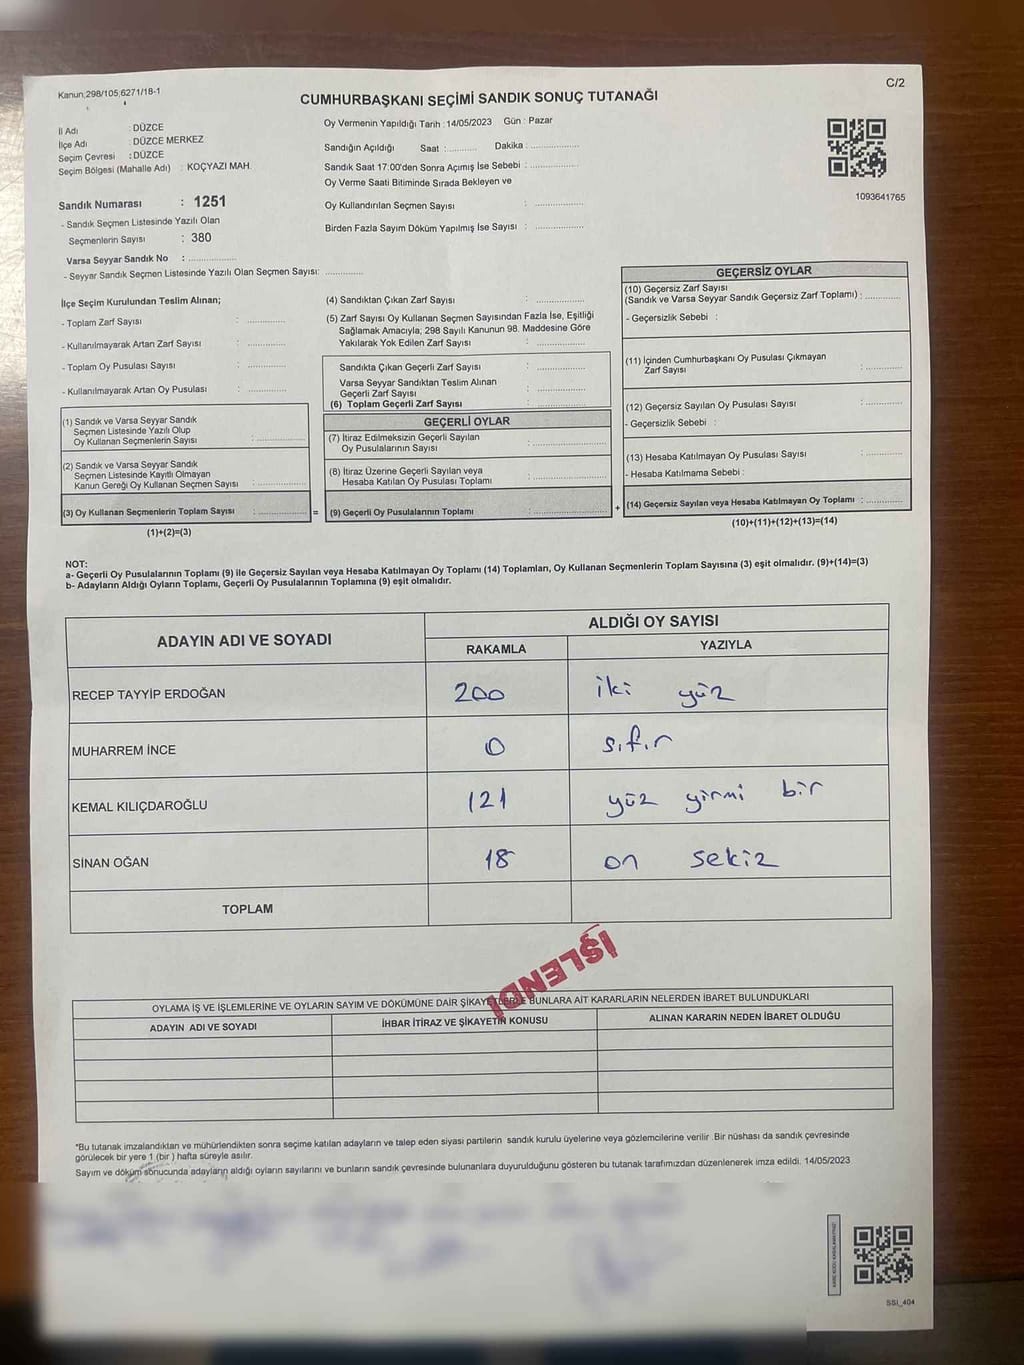 Kanun;298/105,6271/18-1
C/2
CUMHURBAŞKANI SEÇİMİ SANDIK SONUÇ TUTANAĞI
İl Adı : DÜZCE
İlçe Adı : DÜZCE MERKEZ
Seçim Çevresi : DÜZCE
Seçim Bölgesi (Mahalle Adı) : KOÇYAZI MAH.
Sandık Numarası : 1251
- Sandık Seçmen Listesinde Yazılı Olan
Seçmenlerin Sayısı : 380
Varsa Seyyar Sandık No : ..................
- Seyyar Sandık Seçmen Listesinde Yazılı Olan Seçmen Sayısı: ..............
Oy Vermenin Yapıldığı Tarih : 14/05/2023 Gün : Pazar
Sandığın Açıldığı Saat : ........... Dakika : ..................
Sandık Saat 17:00'den Sonra Açımış İse Sebebi : ..................
Oy Verme Saati Bitiminde Sırada Bekleyen ve
Oy Kullandırılan Seçmen Sayısı : ..................
Birden Fazla Sayım Döküm Yapılmış İse Sayısı : ..................
1093641765
İlçe Seçim Kurulundan Teslim Alınan;
- Toplam Zarf Sayısı : ..............
- Kullanılmayarak Artan Zarf Sayısı : ..............
- Toplam Oy Pusulası Sayısı : ..............
- Kullanılmayarak Artan Oy Pusulası : ..............
(1) Sandık ve Varsa Seyyar Sandık
Seçmen Listesinde Yazılı Olup
Oy Kullanan Seçmenlerin Sayısı : ..................
(2) Sandık ve Varsa Seyyar Sandık
Seçmen Listesinde Kayıtlı Olmayan
Kanun Gereği Oy Kullanan Seçmen Sayısı : ..................
(3) Oy Kullanan Seçmenlerin Toplam Sayısı : ..................
(1)+(2)=(3)
(4) Sandıktan Çıkan Zarf Sayısı : ..................
(5) Zarf Sayısı Oy Kullanan Seçmen Sayısından Fazla İse, Eşitliği
Sağlamak Amacıyla; 298 Sayılı Kanunun 98. Maddesine Göre
Yakılarak Yok Edilen Zarf Sayısı : ..................
Sandıkta Çıkan Geçerli Zarf Sayısı : ..................
Varsa Seyyar Sandıktan Teslim Alınan
Geçerli Zarf Sayısı : ..................
(6) Toplam Geçerli Zarf Sayısı : ..................
GEÇERLİ OYLAR
(7) İtiraz Edilmeksizin Geçerli Sayılan
Oy Pusulalarının Sayısı : ..................
(8) İtiraz Üzerine Geçerli Sayılan veya
Hesaba Katılan Oy Pusulası Toplamı : ..................
= (9) Geçerli Oy Pusulalarının Toplamı : ..................
GEÇERSİZ OYLAR
(10) Geçersiz Zarf Sayısı
(Sandık ve Varsa Seyyar Sandık Geçersiz Zarf Toplamı) : ............
- Geçersizlik Sebebi :
(11) İçinden Cumhurbaşkanı Oy Pusulası Çıkmayan
Zarf Sayısı : ............
(12) Geçersiz Sayılan Oy Pusulası Sayısı : ............
- Geçersizlik Sebebi :
(13) Hesaba Katılmayan Oy Pusulası Sayısı : ............
- Hesaba Katılmama Sebebi :
+ (14) Geçersiz Sayılan veya Hesaba Katılmayan Oy Toplamı : ............
(10)+(11)+(12)+(13)=(14)
NOT:
a- Geçerli Oy Pusulalarının Toplamı (9) ile Geçersiz Sayılan veya Hesaba Katılmayan Oy Toplamı (14) Toplamları, Oy Kullanan Seçmenlerin Toplam Sayısına (3) eşit olmalıdır. (9)+(14)=(3)
b- Adayların Aldığı Oyların Toplamı, Geçerli Oy Pusulalarının Toplamına (9) eşit olmalıdır.
ADAYIN ADI VE SOYADI
ALDIĞI OY SAYISI
RAKAMLA YAZIYLA
RECEP TAYYİP ERDOĞAN 200 iki yüz
MUHARREM İNCE 0 sıfır
KEMAL KILIÇDAROĞLU 121 yüz yirmi bir
SİNAN OĞAN 18 on sekiz
TOPLAM
İŞLENDİ
OYLAMA İŞ VE İŞLEMLERİNE VE OYLARIN SAYIM VE DÖKÜMÜNE DAİR ŞİKAYETLERLE BUNLARA AİT KARARLARIN NELERDEN İBARET BULUNDUKLARI
ADAYIN ADI VE SOYADI İHBAR İTİRAZ VE ŞİKAYETİN KONUSU ALINAN KARARIN NEDEN İBARET OLDUĞU
*Bu tutanak imzalandıktan ve mühürlendikten sonra seçime katılan adayların ve talep eden siyasi partilerin sandık kurulu üyelerine veya gözlemcilerine verilir .Bir nüshası da sandık çevresinde
görülecek bir yere 1 (bir ) hafta süreyle asılır.
Sayım ve döküm sonucunda adayların aldığı oyların sayılarını ve bunların sandık çevresinde bulunanlara duyurulduğunu gösteren bu tutanak tarafımızdan düzenlenerek imza edildi. 14/05/2023
SSİ_404